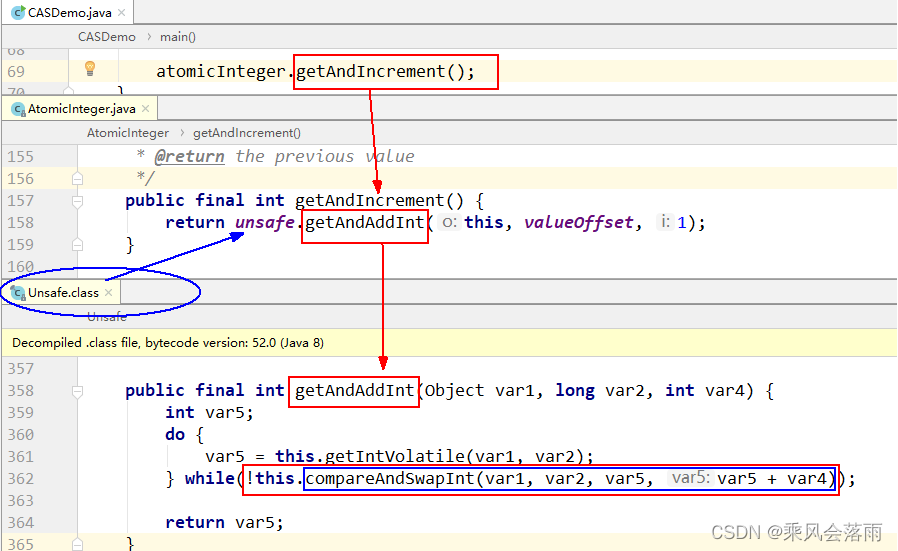 CASDemo.java ×
CASDemo › main()
68
69 atomicInteger.getAndIncrement();
70 }
AtomicInteger.java ×
AtomicInteger › getAndIncrement()
155 * @return the previous value
156 */
157 public final int getAndIncrement() {
158 return unsafe.getAndAddInt( o: this, valueOffset, i: 1);
159 }
160
Unsafe.class ×
Unsafe
Decompiled .class file, bytecode version: 52.0 (Java 8)
357
358 public final int getAndAddInt(Object var1, long var2, int var4) {
359 int var5;
360 do {
361 var5 = this.getIntVolatile(var1, var2);
362 } while(!this.compareAndSwapInt(var1, var2, var5, var5: var5 + var4));
363
364 return var5;
365 }
CSDN @乘风会落雨